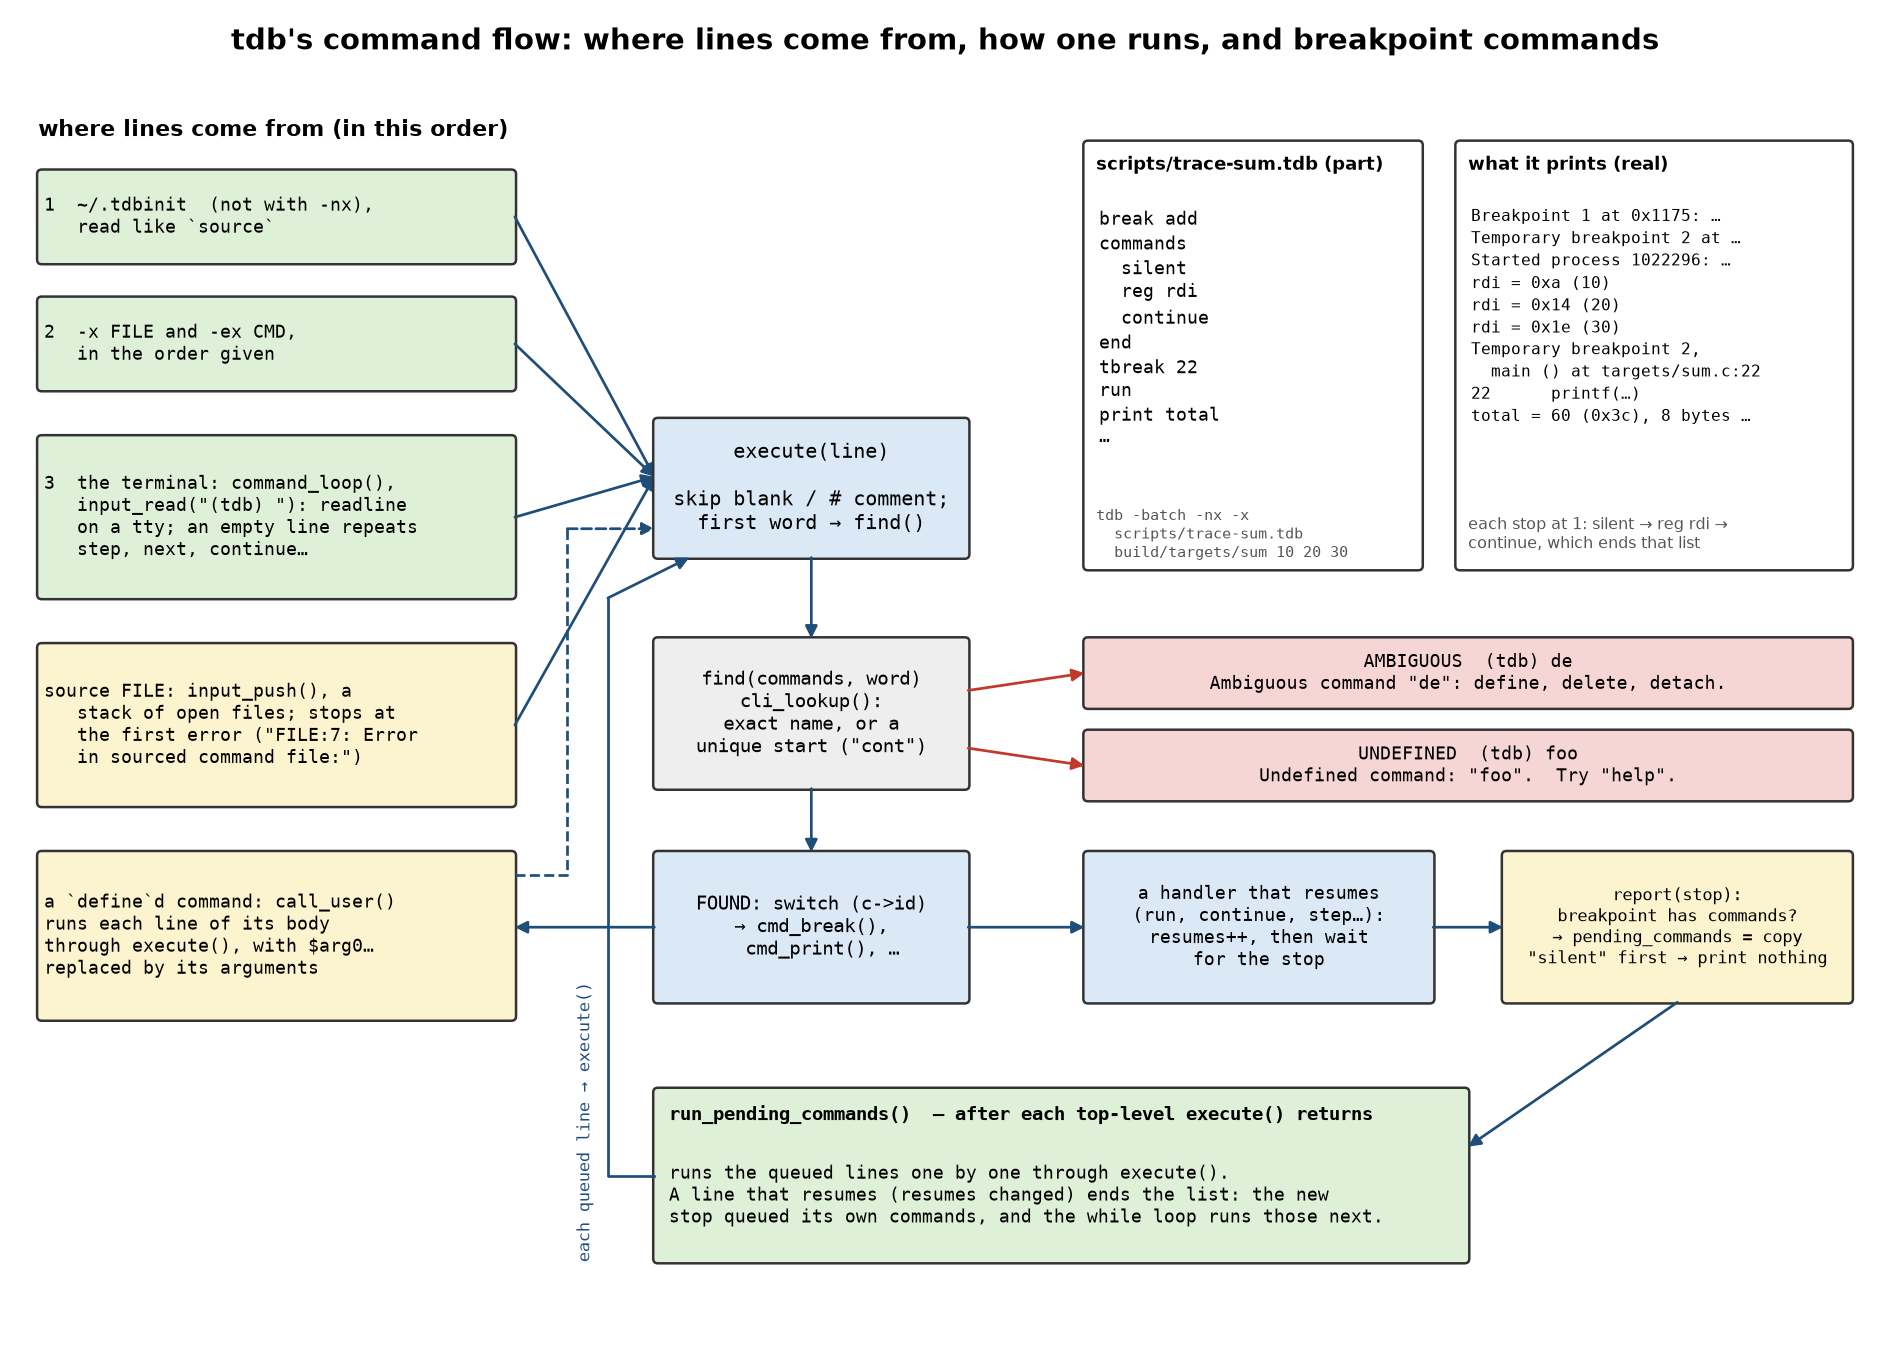 tdb's command flow: where lines come from, how one runs, and breakpoint commands
where lines come from (in this order)
1  ~/.tdbinit  (not with -nx),
   read like `source`
2  -x FILE and -ex CMD,
   in the order given
3  the terminal: command_loop(),
   input_read("(tdb) "): readline
   on a tty; an empty line repeats
   step, next, continue…
source FILE: input_push(), a
   stack of open files; stops at
   the first error ("FILE:7: Error
   in sourced command file:")
a `define`d command: call_user()
runs each line of its body
through execute(), with $arg0…
replaced by its arguments
execute(line)
skip blank / # comment;
first word → find()
find(commands, word)
cli_lookup():
exact name, or a
unique start ("cont")
FOUND: switch (c->id)
→ cmd_break(),
  cmd_print(), …
scripts/trace-sum.tdb (part)
break add
commands
  silent
  reg rdi
  continue
end
tbreak 22
run
print total
…
tdb -batch -nx -x
  scripts/trace-sum.tdb
  build/targets/sum 10 20 30
what it prints (real)
Breakpoint 1 at 0x1175: …
Temporary breakpoint 2 at …
Started process 1022296: …
rdi = 0xa (10)
rdi = 0x14 (20)
rdi = 0x1e (30)
Temporary breakpoint 2,
  main () at targets/sum.c:22
22      printf(…)
total = 60 (0x3c), 8 bytes …
each stop at 1: silent → reg rdi →
continue, which ends that list
AMBIGUOUS  (tdb) de
Ambiguous command "de": define, delete, detach.
UNDEFINED  (tdb) foo
Undefined command: "foo".  Try "help".
a handler that resumes
(run, continue, step…):
resumes++, then wait
for the stop
report(stop):
breakpoint has commands?
→ pending_commands = copy
"silent" first → print nothing
each queued line → execute()
run_pending_commands()  — after each top-level execute() returns
runs the queued lines one by one through execute().
A line that resumes (resumes changed) ends the list: the new
stop queued its own commands, and the while loop runs those next.